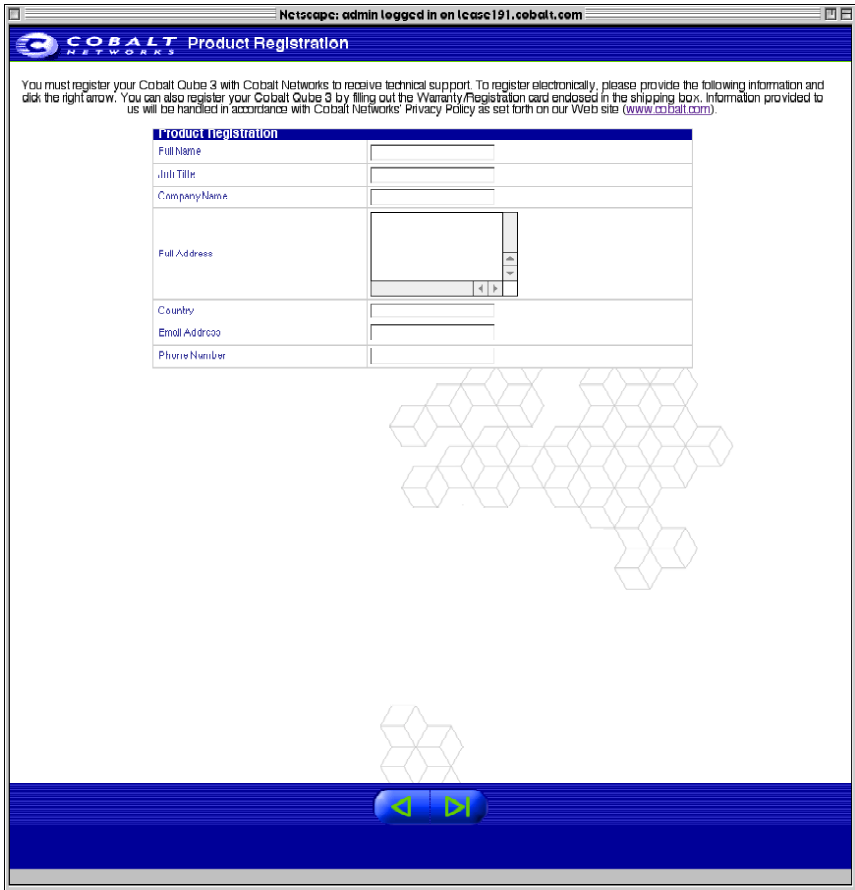 Netscape: admin logged in on lease191.cobalt.com
COBALT Product Registration
NETWORKS
You must register your Cobalt Qube 3 with Cobalt Networks to receive technical support. To register electronically, please provide the following information and
click the right arrow. You can also register your Cobalt Qube 3 by filling out the Warranty/Registration card enclosed in the shipping box. Information provided to
us will be handled in accordance with Cobalt Networks' Privacy Policy as set forth on our Web site (www.cobalt.com).
Product Registration
Full Name
Job Title
Company Name
Full Address
Country
Email Address
Phone Number